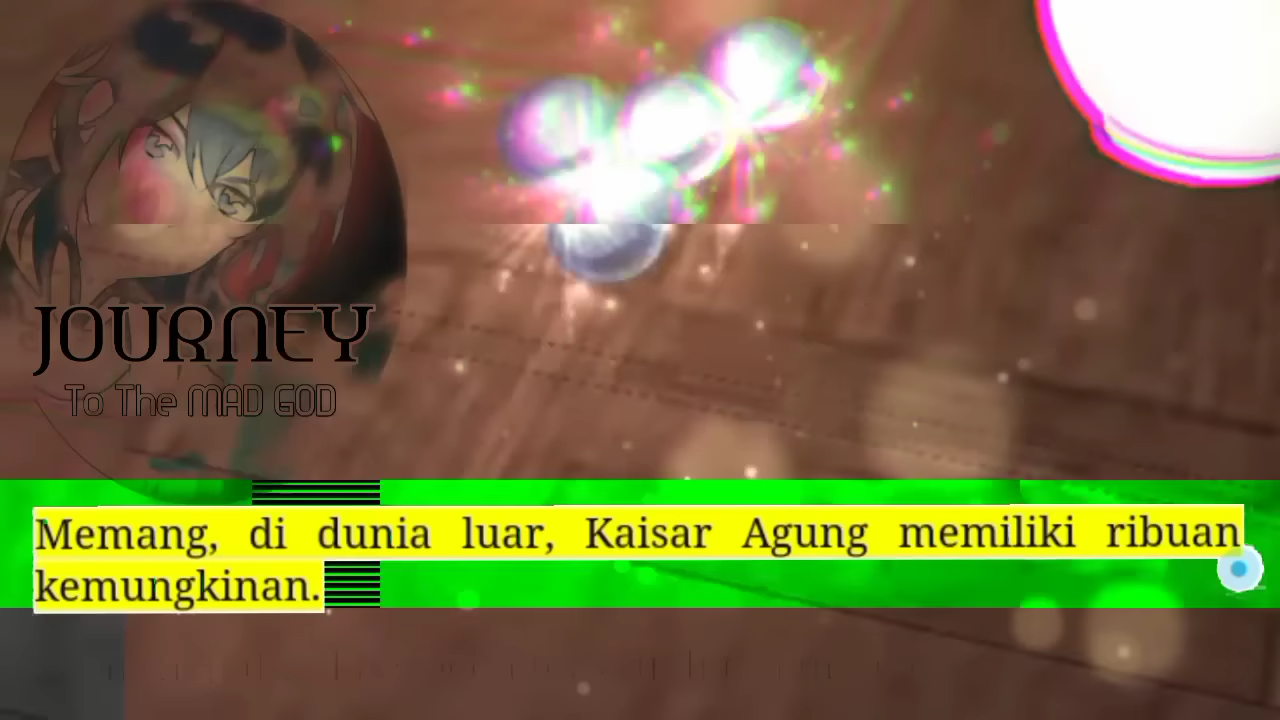 JOURNEY
To The MAD GOD
Memang, di dunia luar, Kaisar Agung memiliki ribuan
kemungkinan.